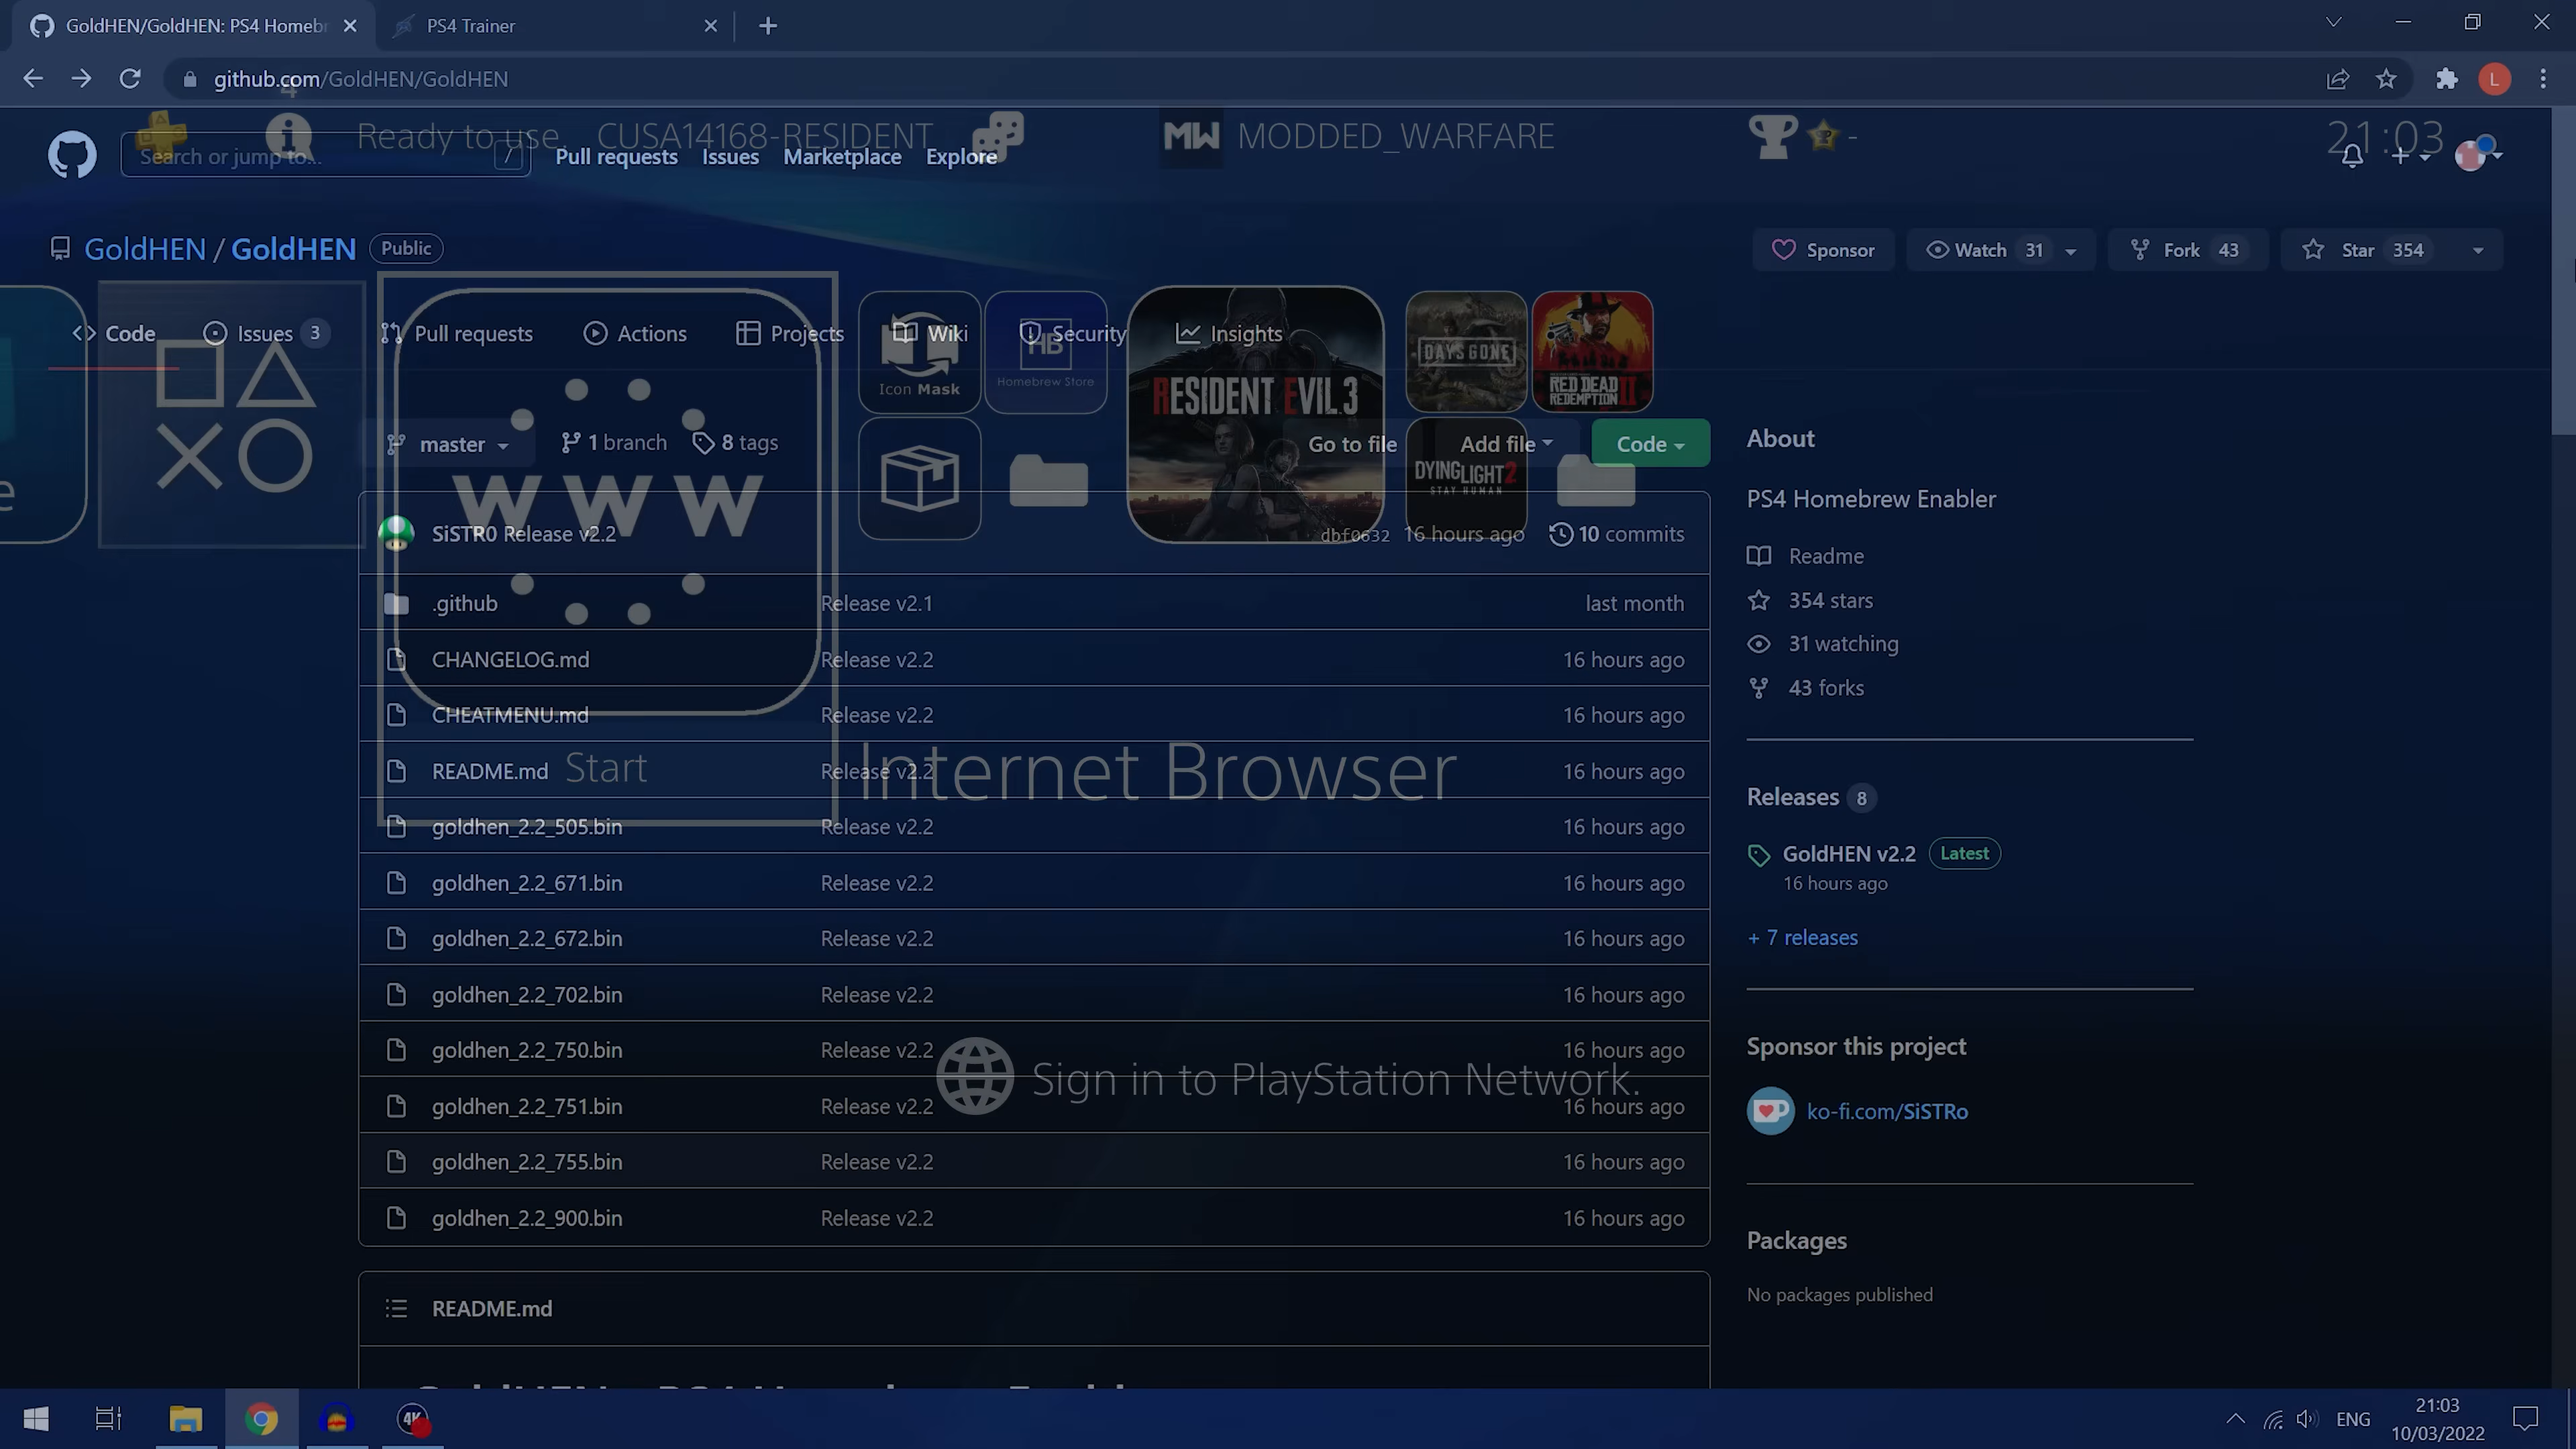 GoldHEN/GoldHEN: PS4 Homebr
PS4 Trainer
github.com/GoldHEN/GoldHEN
L
4
Ready to use
CUSA14168-RESIDENT
MW
MODDED_WARFARE
-
21:03
Search or jump to...
/
Pull requests
Issues
Marketplace
Explore
GoldHEN / GoldHEN
Public
Sponsor
Watch 31
Fork 43
Star 354
Code
Issues 3
Pull requests
Actions
Projects
Wiki
Security
Insights
Icon Mask
HB
Homebrew Store
RESIDENT EVIL 3
DAYS GONE
RED DEAD
REDEMPTION II
DYING LIGHT 2
STAY HUMAN
master
1 branch
8 tags
Go to file
Add file
Code
WWW
e
SiSTR0 Release v2.2
dbf0632
16 hours ago
10 commits
.github
Release v2.1
last month
CHANGELOG.md
Release v2.2
16 hours ago
CHEATMENU.md
Release v2.2
16 hours ago
README.md
Release v2.2
16 hours ago
Start
Internet Browser
goldhen_2.2_505.bin
Release v2.2
16 hours ago
goldhen_2.2_671.bin
Release v2.2
16 hours ago
goldhen_2.2_672.bin
Release v2.2
16 hours ago
goldhen_2.2_702.bin
Release v2.2
16 hours ago
goldhen_2.2_750.bin
Release v2.2
16 hours ago
Sign in to PlayStation Network.
goldhen_2.2_751.bin
Release v2.2
16 hours ago
goldhen_2.2_755.bin
Release v2.2
16 hours ago
goldhen_2.2_900.bin
Release v2.2
16 hours ago
README.md
About
PS4 Homebrew Enabler
Readme
354 stars
31 watching
43 forks
Releases 8
GoldHEN v2.2
Latest
16 hours ago
+ 7 releases
Sponsor this project
ko-fi.com/SiSTRo
Packages
No packages published
4K
ENG
21:03
10/03/2022